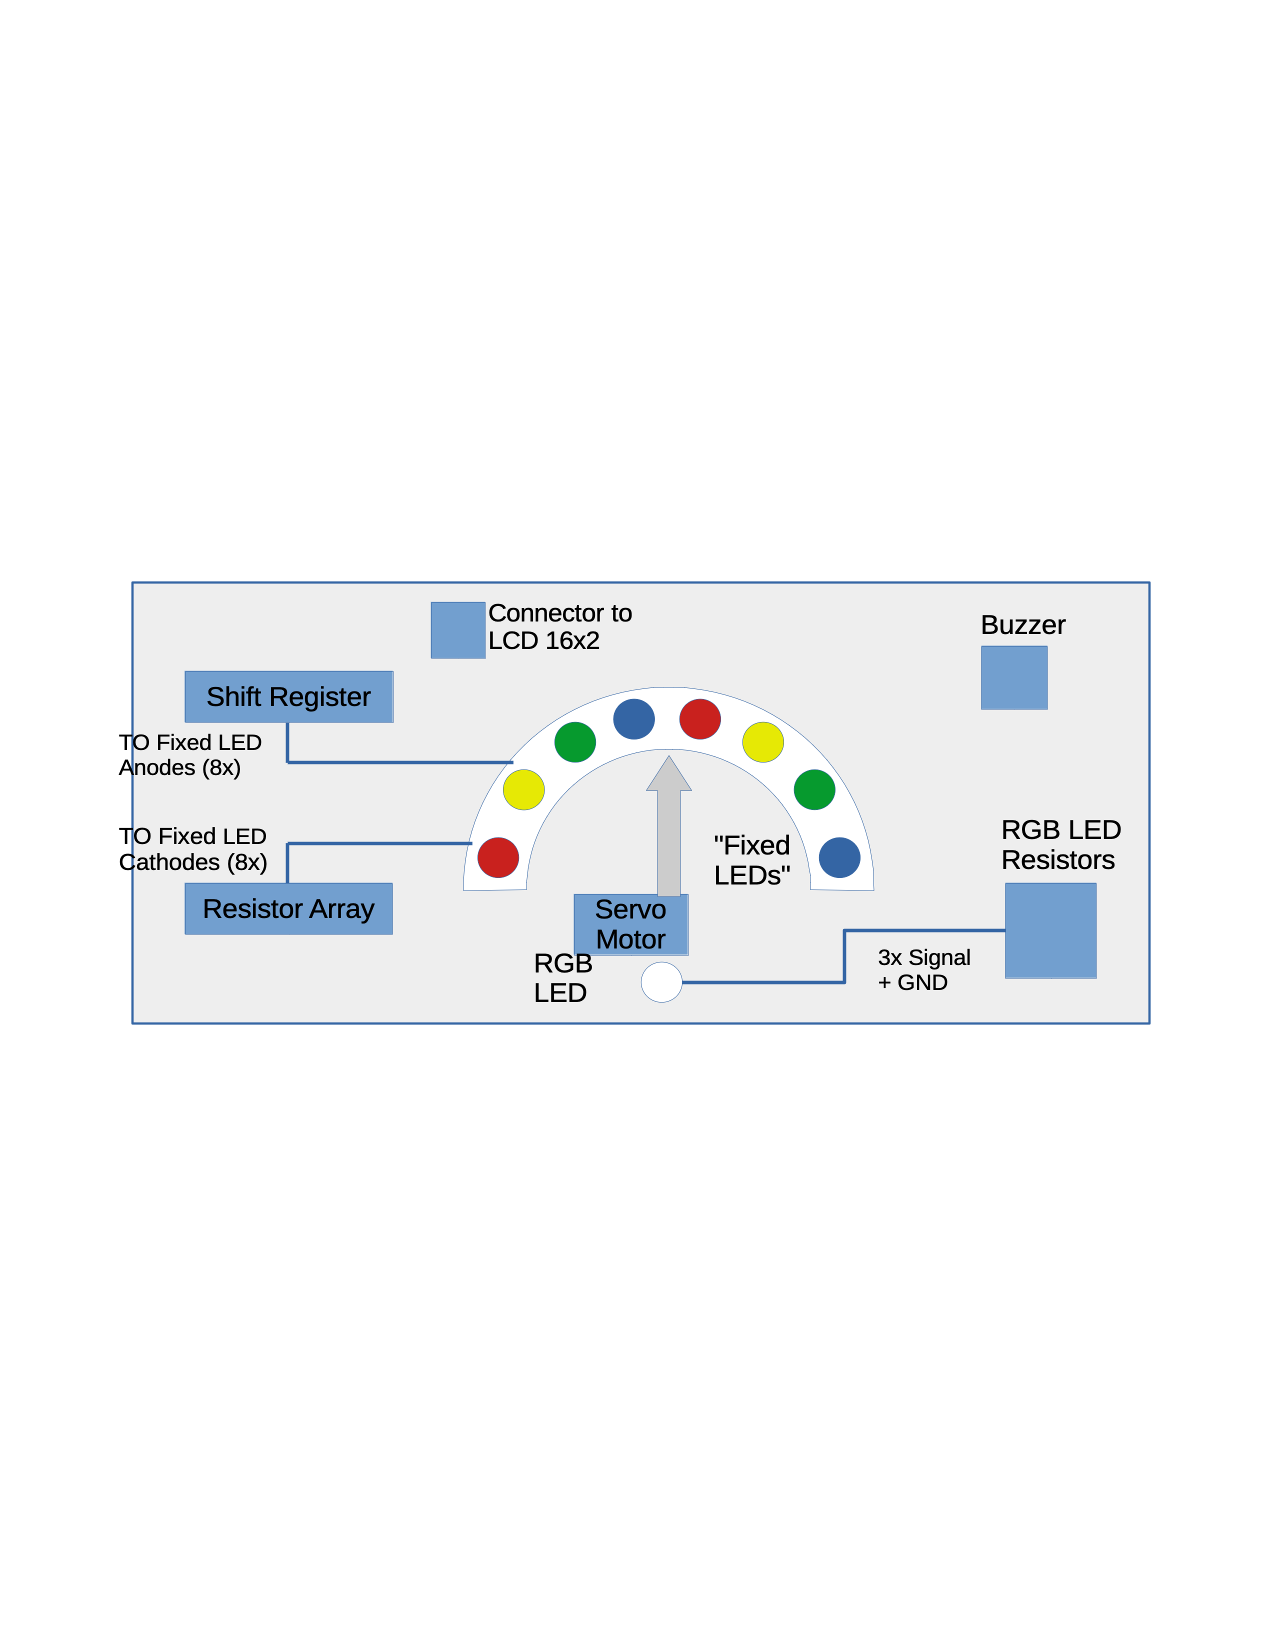 Connector to
LCD 16x2
Buzzer
Shift Register
TO Fixed LED
Anodes (8x)
TO Fixed LED
Cathodes (8x)
Resistor Array
"Fixed
LEDs"
RGB LED
Resistors
Servo
Motor
RGB
LED
3x Signal
+ GND